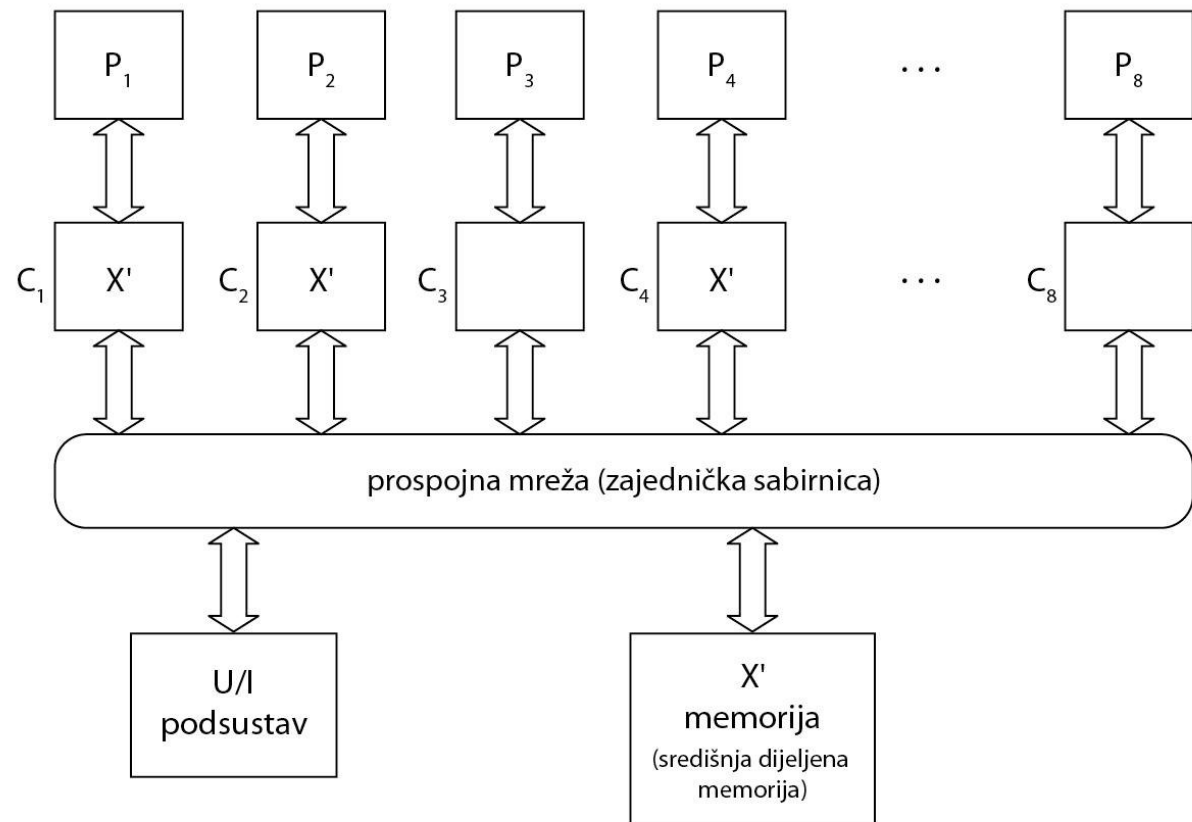 P₁ P₂ P₃ P₄ ... P₈
C₁ X' C₂ X' C₃ C₄ X' ... C₈
prospojna mreža (zajednička sabirnica)
U/I
podsustav
X'
memorija
(središnja dijeljena
memorija)